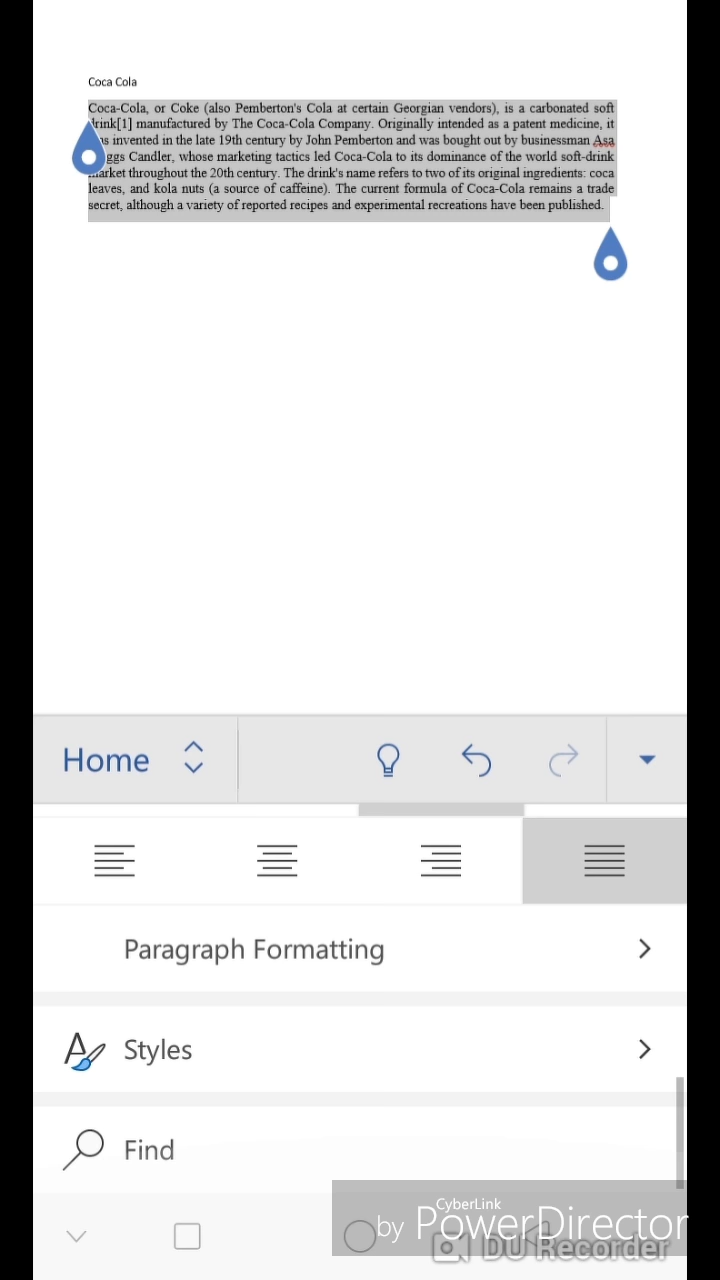 Coca Cola
Coca-Cola, or Coke (also Pemberton's Cola at certain Georgian vendors), is a carbonated soft
drink[1] manufactured by The Coca-Cola Company. Originally intended as a patent medicine, it
invented in the late 19th century by John Pemberton and was bought out by businessman Asa
ggs Candler, whose marketing tactics led Coca-Cola to its dominance of the world soft-drink
market throughout the 20th century. The drink's name refers to two of its original ingredients: coca
leaves, and kola nuts (a source of caffeine). The current formula of Coca-Cola remains a trade
secret, although a variety of reported recipes and experimental recreations have been published.
Home
Paragraph Formatting
Styles
Find
CyberLink
by PowerDirector
DU Recorder